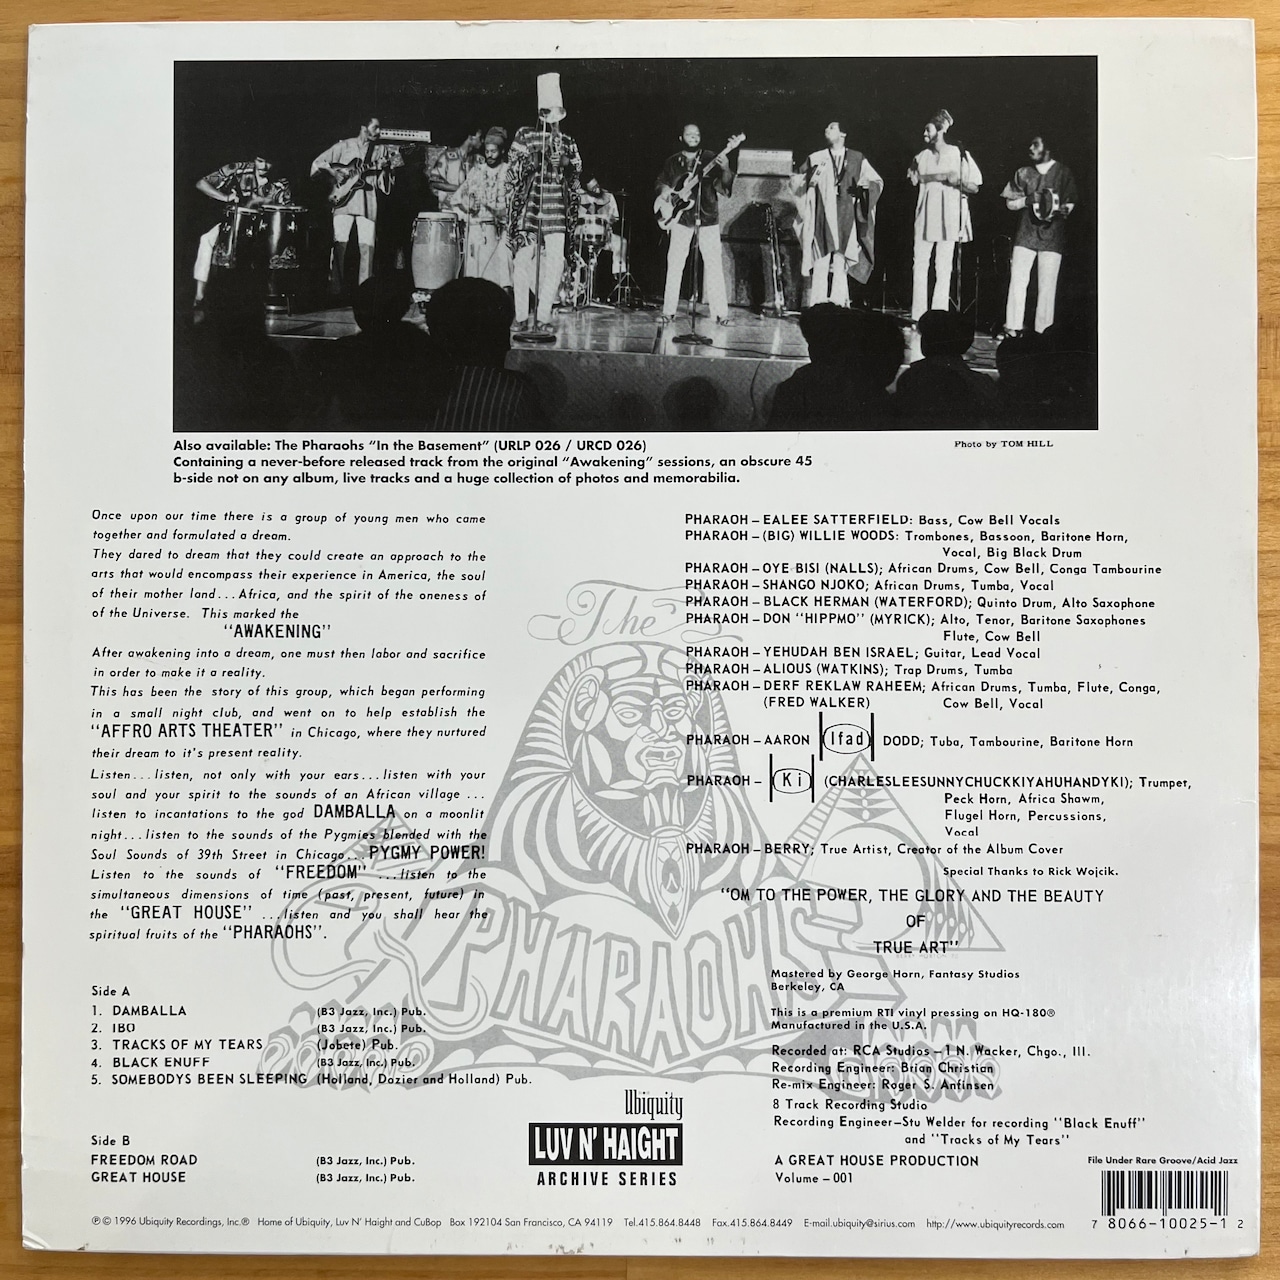 Also available: The Pharaohs "In the Basement" (URLP 026 / URCD 026)
Containing a never-before released track from the original "Awakening" sessions, an obscure 45
b-side not on any album, live tracks and a huge collection of photos and memorabilia.
Photo by TOM HILL
Once upon our time there is a group of young men who came
together and formulated a dream.
They dared to dream that they could create an approach to the
arts that would encompass their experience in America, the soul
of their mother land...Africa, and the spirit of the oneness of
of the Universe. This marked the
"AWAKENING"
After awakening into a dream, one must then labor and sacrifice
in order to make it a reality.
This has been the story of this group, which began performing
in a small night club, and went on to help establish the
"AFFRO ARTS THEATER" in Chicago, where they nurtured
their dream to it's present reality.
Listen...listen, not only with your ears...listen with your
soul and your spirit to the sounds of an African village ...
listen to incantations to the god DAMBALLA on a moonlit
night...listen to the sounds of the Pygmies blended with the
Soul Sounds of 39th Street in Chicago...PYGMY POWER!
Listen to the sounds of "FREEDOM" ...listen to the
simultaneous dimensions of time (past, present, future) in
the "GREAT HOUSE" ...listen and you shall hear the
spiritual fruits of the "PHARAOHS".
PHARAOH – EALEE SATTERFIELD: Bass, Cow Bell Vocals
PHARAOH – (BIG) WILLIE WOODS: Trombones, Bassoon, Baritone Horn,
Vocal, Big Black Drum
PHARAOH – OYE BISI (NALLS); African Drums, Cow Bell, Conga Tambourine
PHARAOH – SHANGO NJOKO; African Drums, Tumba, Vocal
PHARAOH – BLACK HERMAN (WATERFORD); Quinto Drum, Alto Saxophone
PHARAOH – DON "HIPPMO" (MYRICK); Alto, Tenor, Baritone Saxophones
Flute, Cow Bell
PHARAOH – YEHUDAH BEN ISRAEL; Guitar, Lead Vocal
PHARAOH – ALIOUS (WATKINS); Trap Drums, Tumba
PHARAOH – DERF REKLAW RAHEEM; African Drums, Tumba, Flute, Conga,
(FRED WALKER) Cow Bell, Vocal
PHARAOH – AARON Ifad DODD; Tuba, Tambourine, Baritone Horn
PHARAOH – Ki (CHARLESLEESUNNYCHUCKKIYAHUHANDYKI); Trumpet,
Peck Horn, Africa Shawm,
Flugel Horn, Percussions,
Vocal
PHARAOH – BERRY; True Artist, Creator of the Album Cover
Special Thanks to Rick Wojcik.
"OM TO THE POWER, THE GLORY AND THE BEAUTY
OF
TRUE ART"
The
PHARAOHS
Mastered by George Horn, Fantasy Studios
Berkeley, CA
This is a premium RTI vinyl pressing on HQ-180®
Manufactured in the U.S.A.
Recorded at: RCA Studios – 1 N. Wacker, Chgo., Ill.
Recording Engineer: Brian Christian
Re-mix Engineer: Roger S. Anfinsen
8 Track Recording Studio
Recording Engineer–Stu Welder for recording "Black Enuff"
and "Tracks of My Tears"
A GREAT HOUSE PRODUCTION
Volume – 001
Side A
1. DAMBALLA (B3 Jazz, Inc.) Pub.
2. IBO (B3 Jazz, Inc.) Pub.
3. TRACKS OF MY TEARS (Jobete) Pub.
4. BLACK ENUFF (B3 Jazz, Inc.) Pub.
5. SOMEBODYS BEEN SLEEPING (Holland, Dozier and Holland) Pub.
Side B
FREEDOM ROAD (B3 Jazz, Inc.) Pub.
GREAT HOUSE (B3 Jazz, Inc.) Pub.
Ubiquity
LUV N' HAIGHT
ARCHIVE SERIES
File Under Rare Groove/Acid Jazz
7 8066-10025-1 2
℗ © 1996 Ubiquity Recordings, Inc.® Home of Ubiquity, Luv N' Haight and CuBop Box 192104 San Francisco, CA 94119 Tel.415.864.8448 Fax.415.864.8449 E-mail.ubiquity@sirius.com http://www.ubiquityrecords.com